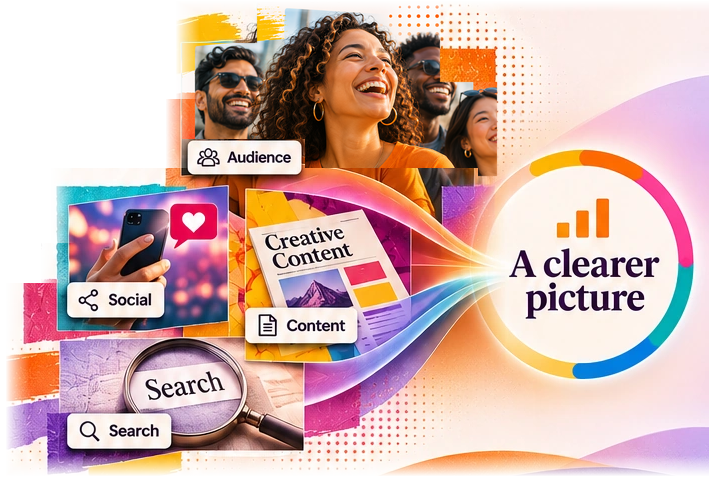 Audience
Social
Creative
Content
Content
Search
Search
A clearer
picture